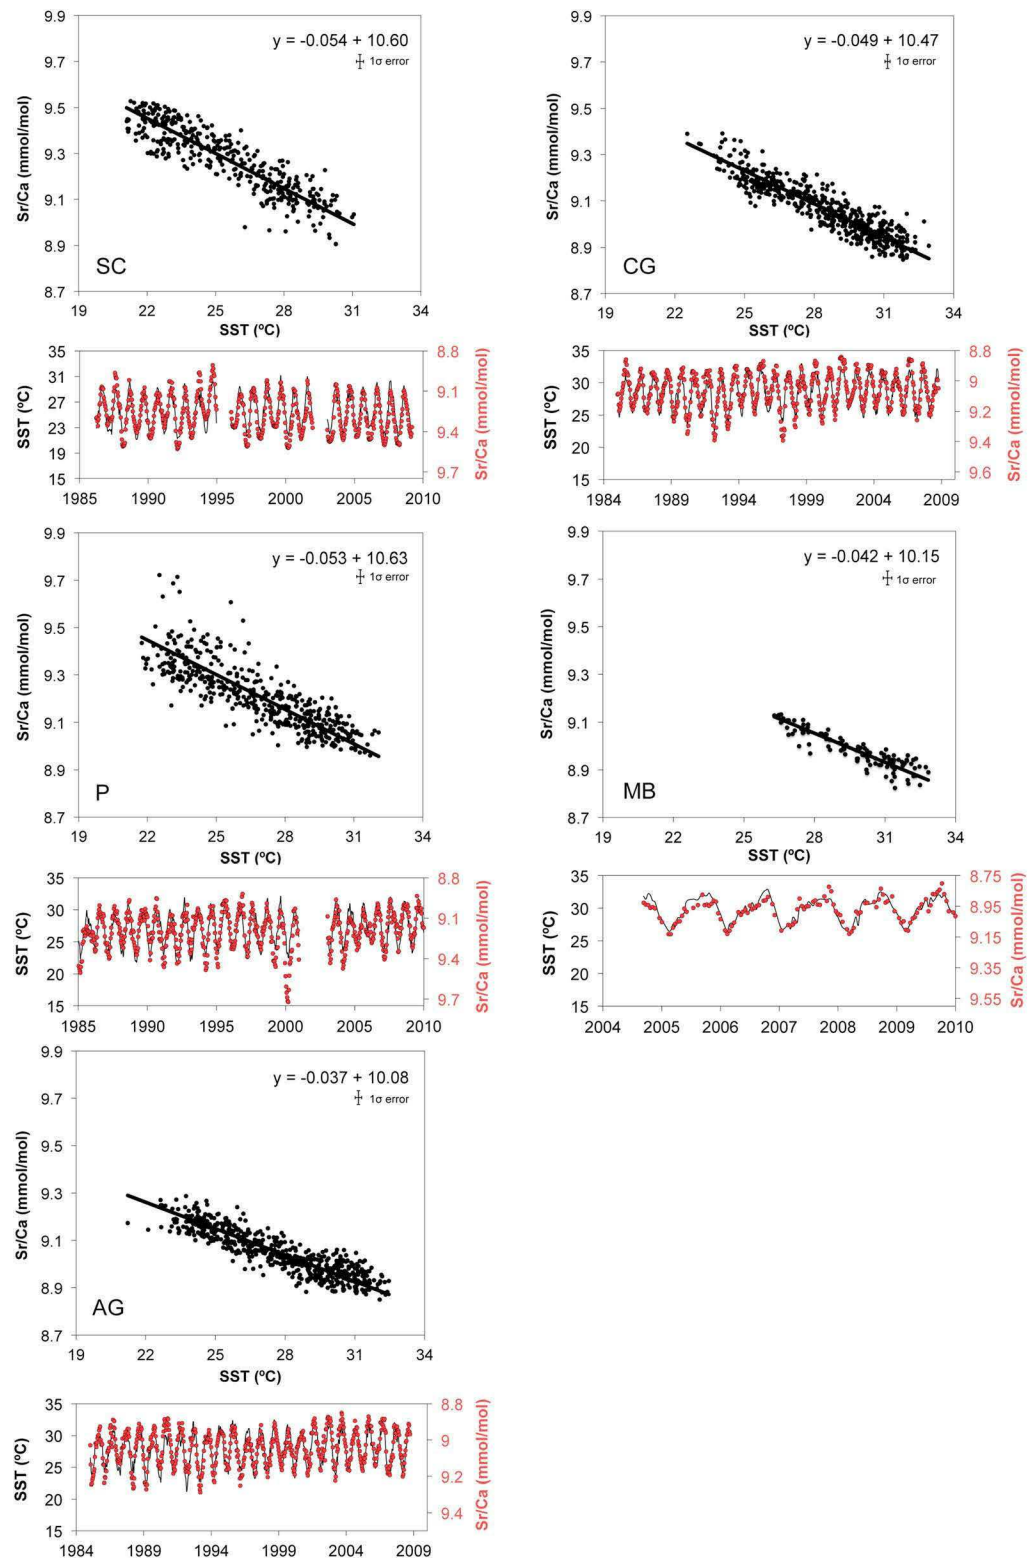 9.9
9.7
9.5
9.3
9.1
8.9
8.7
Sr/Ca (mmol/mol)
y = -0.054 + 10.60
1σ error
SC
19 22 25 28 31 34
SST (ºC)
35
31
27
23
19
15
SST (ºC)
8.8
9.1
9.4
9.7
Sr/Ca (mmol/mol)
1985 1990 1995 2000 2005 2010
9.9
9.7
9.5
9.3
9.1
8.9
8.7
Sr/Ca (mmol/mol)
y = -0.049 + 10.47
1σ error
CG
19 22 25 28 31 34
SST (ºC)
35
30
25
20
15
SST (ºC)
8.8
9
9.2
9.4
9.6
Sr/Ca (mmol/mol)
1984 1989 1994 1999 2004 2009
9.9
9.7
9.5
9.3
9.1
8.9
8.7
Sr/Ca (mmol/mol)
y = -0.053 + 10.63
1σ error
P
19 22 25 28 31 34
SST (ºC)
35
30
25
20
15
SST (ºC)
8.8
9.1
9.4
9.7
Sr/Ca (mmol/mol)
1985 1990 1995 2000 2005 2010
9.9
9.7
9.5
9.3
9.1
8.9
8.7
Sr/Ca (mmol/mol)
y = -0.042 + 10.15
1σ error
MB
19 22 25 28 31 34
SST (ºC)
35
30
25
20
15
SST (ºC)
8.75
8.95
9.15
9.35
9.55
Sr/Ca (mmol/mol)
2004 2005 2006 2007 2008 2009 2010
9.9
9.7
9.5
9.3
9.1
8.9
8.7
Sr/Ca (mmol/mol)
y = -0.037 + 10.08
1σ error
AG
19 22 25 28 31 34
SST (ºC)
35
30
25
20
15
SST (ºC)
8.8
9
9.2
9.4
Sr/Ca (mmol/mol)
1984 1989 1994 1999 2004 2009